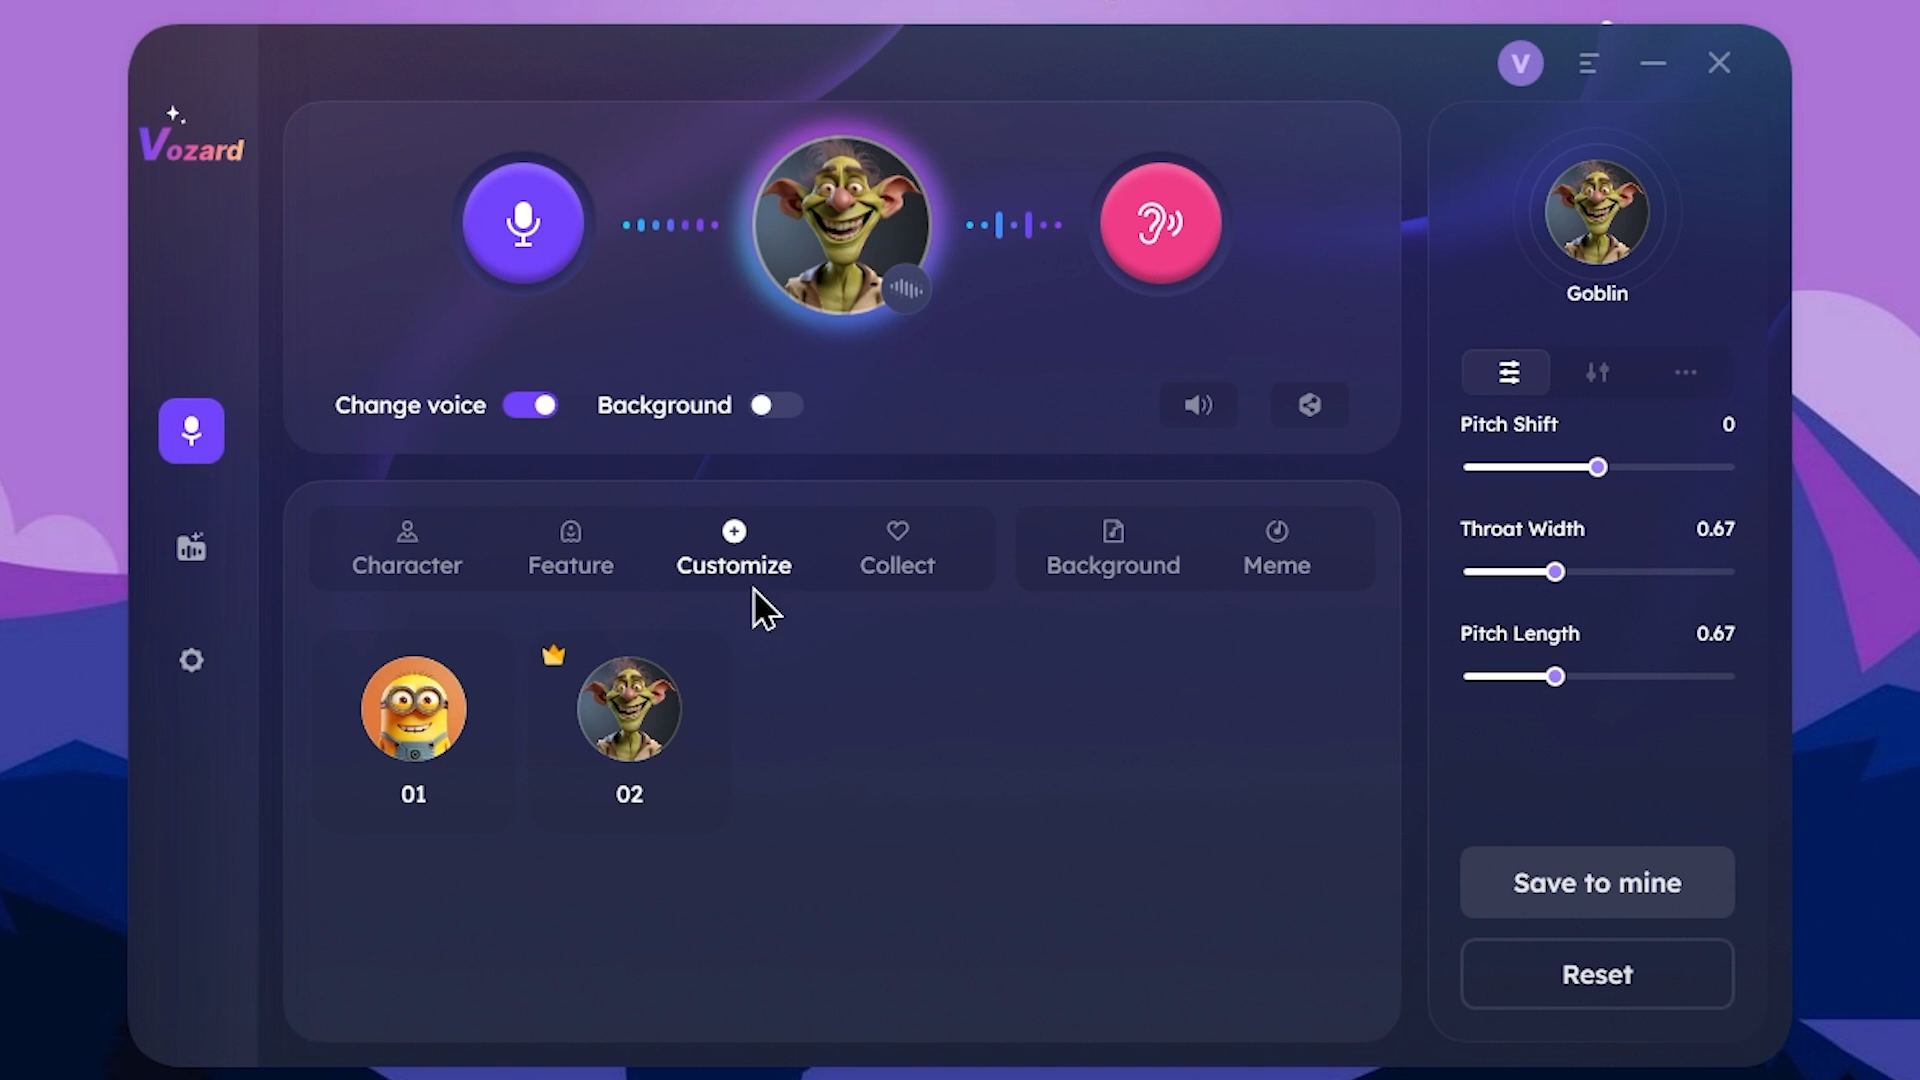 V
Vozard
Goblin
Change voice
Background
Pitch Shift 0
Throat Width 0.67
Pitch Length 0.67
Character
Feature
Customize
Collect
Background
Meme
01
02
Save to mine
Reset